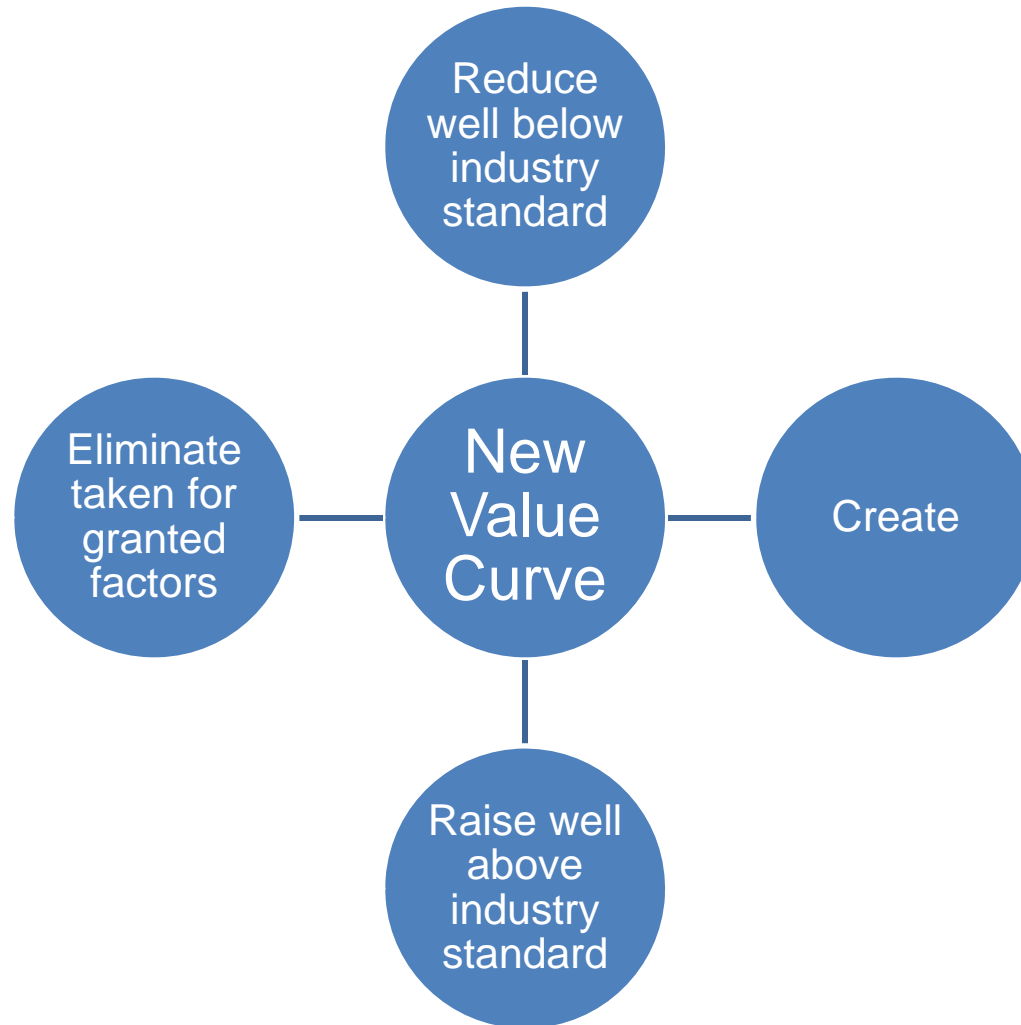 Reduce
well below
industry
standard
Eliminate
taken for
granted
factors
New
Value
Curve
Create
Raise well
above
industry
standard